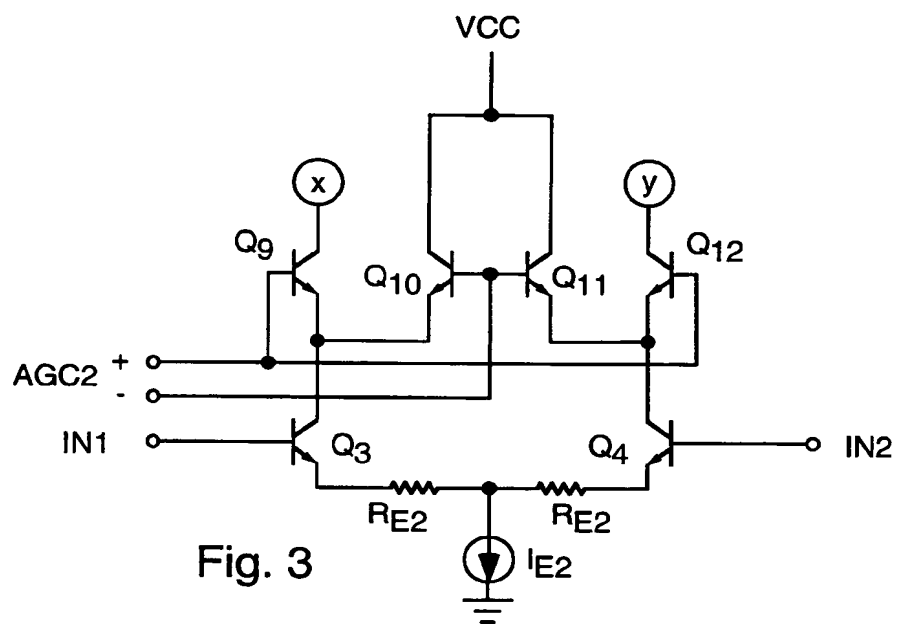 VCC
x
y
Q9
Q10
Q11
Q12
AGC2
+
-
IN1
Q3
Q4
IN2
RE2
RE2
IE2
Fig. 3